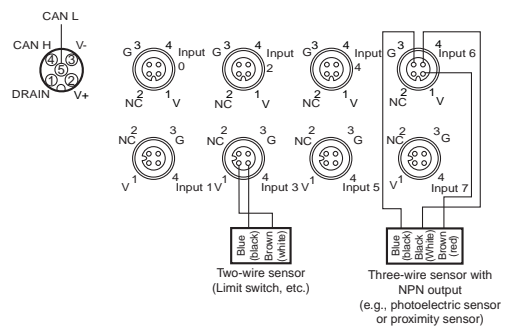 CAN L
CAN H
V-
4
3
5
1
2
DRAIN
V+
G
3
4
Input
0
2
NC
1
V
G
3
4
Input
2
2
NC
1
V
G
3
4
Input
4
2
NC
1
V
G
3
4
Input 6
2
NC
1
V
2
NC
3
G
V
1
4
Input 1
2
NC
3
G
V
1
4
Input 3
2
NC
3
G
V
1
4
Input 5
2
NC
3
G
V
1
4
Input 7
Blue
(black)
Brown
(white)
Two-wire sensor
(Limit switch, etc.)
Blue
(black)
Black
(White)
Brown
(red)
Three-wire sensor with
NPN output
(e.g., photoelectric sensor
or proximity sensor)